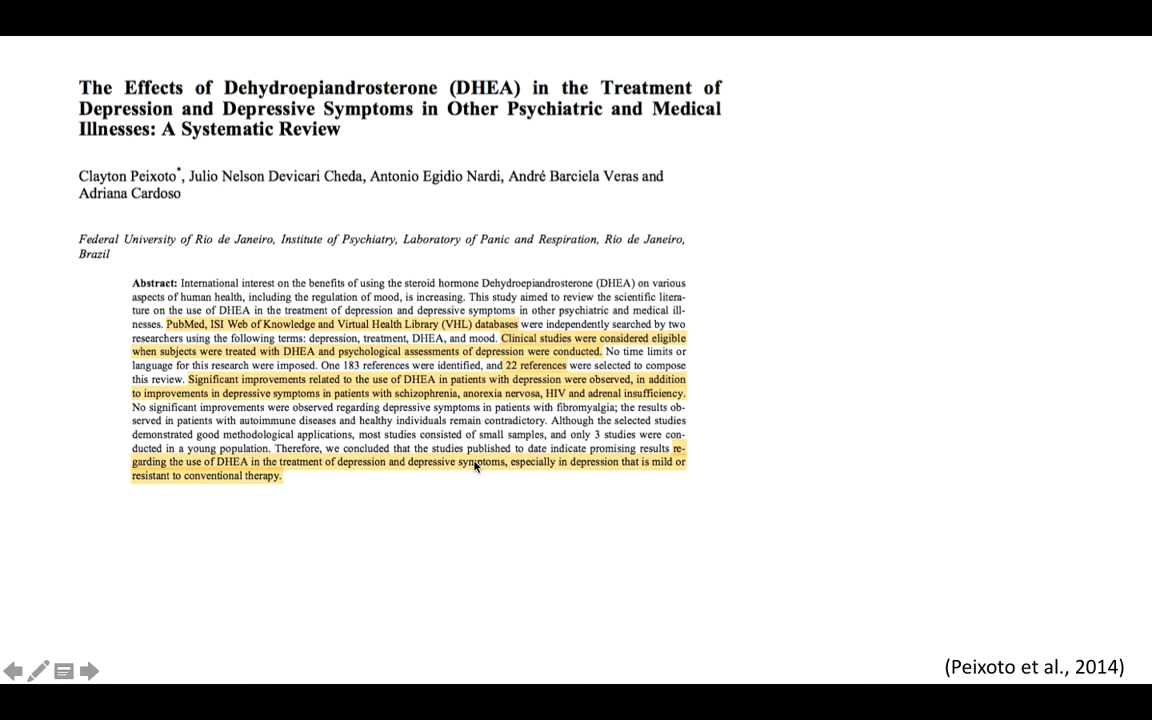 The Effects of Dehydroepiandrosterone (DHEA) in the Treatment of
Depression and Depressive Symptoms in Other Psychiatric and Medical
Illnesses: A Systematic Review
Clayton Peixoto*, Julio Nelson Devicari Cheda, Antonio Egidio Nardi, André Barciela Veras and
Adriana Cardoso
Federal University of Rio de Janeiro, Institute of Psychiatry, Laboratory of Panic and Respiration, Rio de Janeiro,
Brazil
Abstract: International interest on the benefits of using the steroid hormone Dehydroepiandrosterone (DHEA) on various
aspects of human health, including the regulation of mood, is increasing. This study aimed to review the scientific litera-
ture on the use of DHEA in the treatment of depression and depressive symptoms in other psychiatric and medical ill-
nesses. PubMed, ISI Web of Knowledge and Virtual Health Library (VHL) databases were independently searched by two
researchers using the following terms: depression, treatment, DHEA, and mood. Clinical studies were considered eligible
when subjects were treated with DHEA and psychological assessments of depression were conducted. No time limits or
language for this research were imposed. One 183 references were identified, and 22 references were selected to compose
this review. Significant improvements related to the use of DHEA in patients with depression were observed, in addition
to improvements in depressive symptoms in patients with schizophrenia, anorexia nervosa, HIV and adrenal insufficiency.
No significant improvements were observed regarding depressive symptoms in patients with fibromyalgia; the results ob-
served in patients with autoimmune diseases and healthy individuals remain contradictory. Although the selected studies
demonstrated good methodological applications, most studies consisted of small samples, and only 3 studies were con-
ducted in a young population. Therefore, we concluded that the studies published to date indicate promising results re-
garding the use of DHEA in the treatment of depression and depressive symptoms, especially in depression that is mild or
resistant to conventional therapy.
(Peixoto et al., 2014)